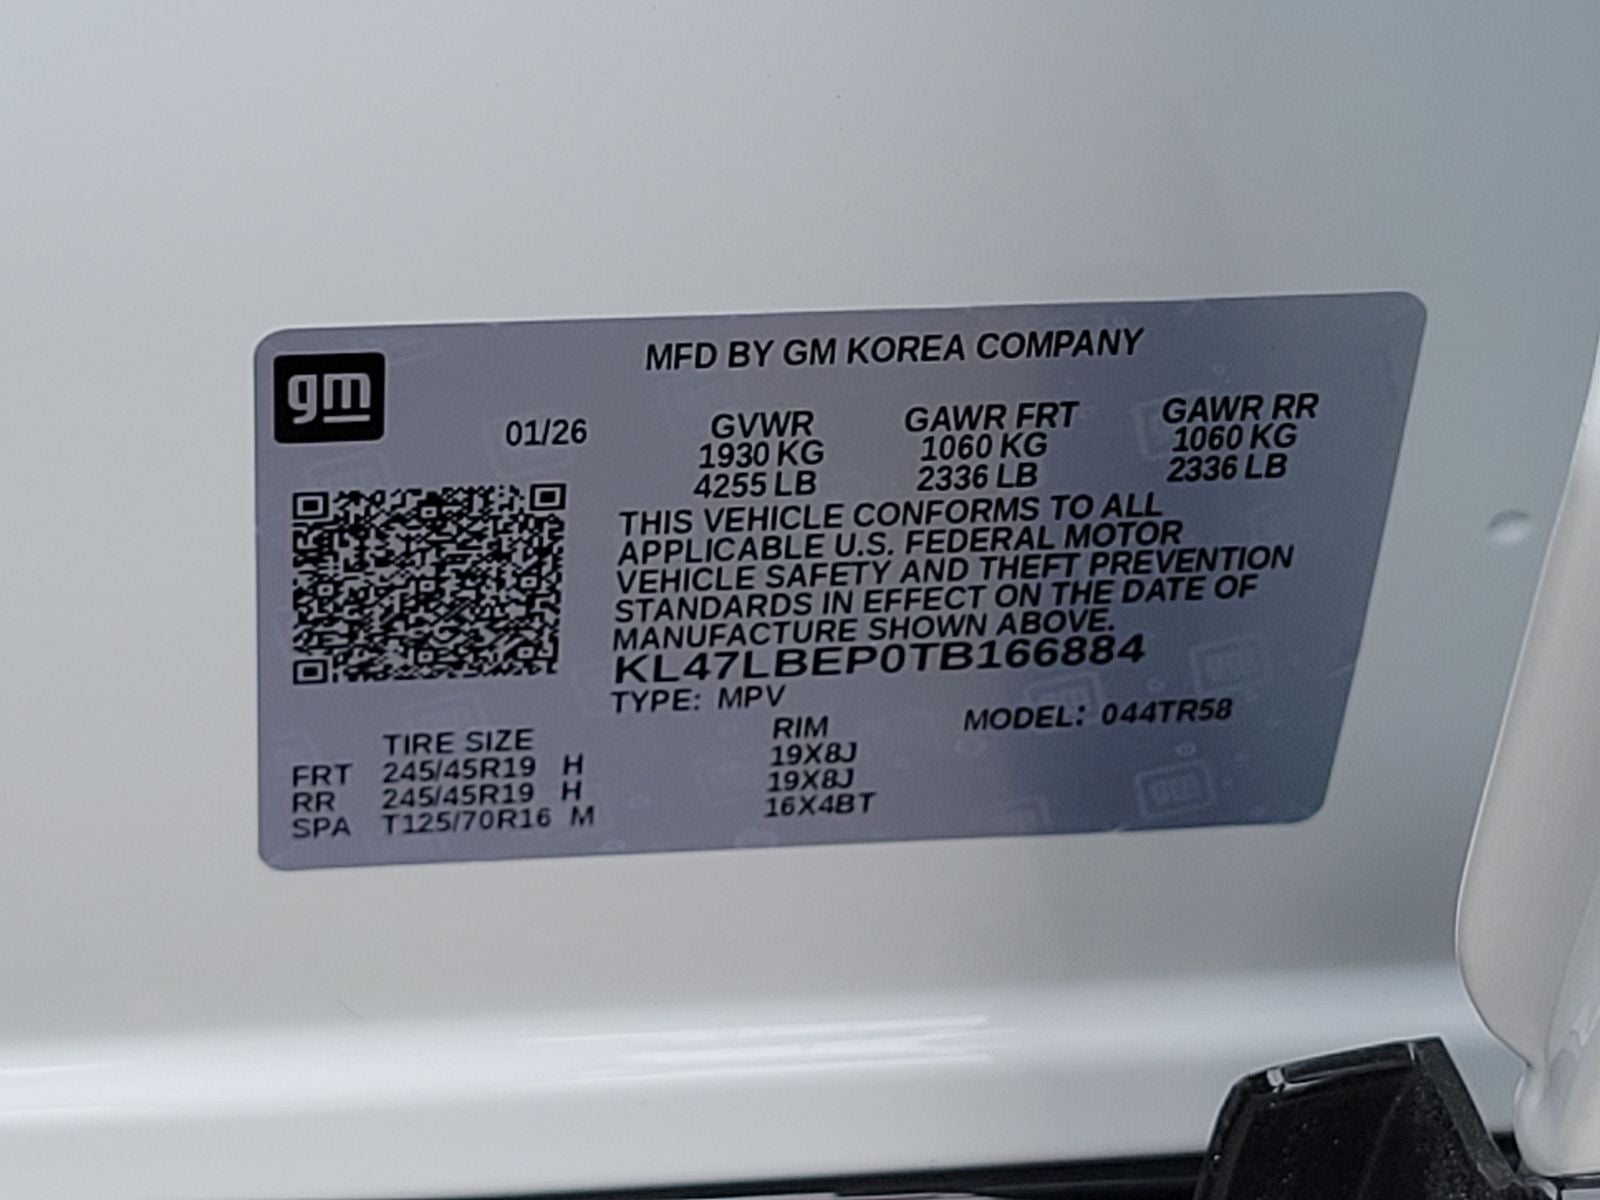 gm
MFD BY GM KOREA COMPANY
01/26 GVWR GAWR FRT GAWR RR
1930 KG 1060 KG 1060 KG
4255 LB 2336 LB 2336 LB
THIS VEHICLE CONFORMS TO ALL
APPLICABLE U.S. FEDERAL MOTOR
VEHICLE SAFETY AND THEFT PREVENTION
STANDARDS IN EFFECT ON THE DATE OF
MANUFACTURE SHOWN ABOVE.
KL47LBEP0TB166884
TYPE: MPV MODEL: 044TR58
TIRE SIZE RIM
FRT 245/45R19 H 19X8J
RR 245/45R19 H 19X8J
SPA T125/70R16 M 16X4BT